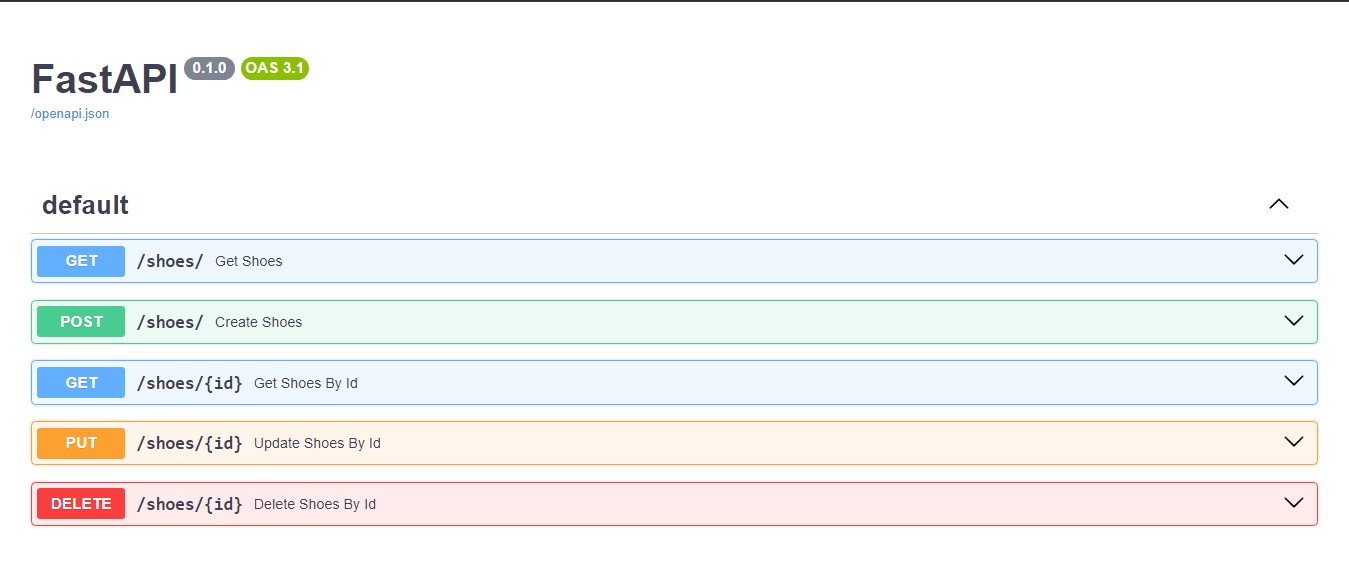 FastAPI 0.1.0 OAS 3.1
/openapi.json
default
GET /shoes/ Get Shoes
POST /shoes/ Create Shoes
GET /shoes/{id} Get Shoes By Id
PUT /shoes/{id} Update Shoes By Id
DELETE /shoes/{id} Delete Shoes By Id